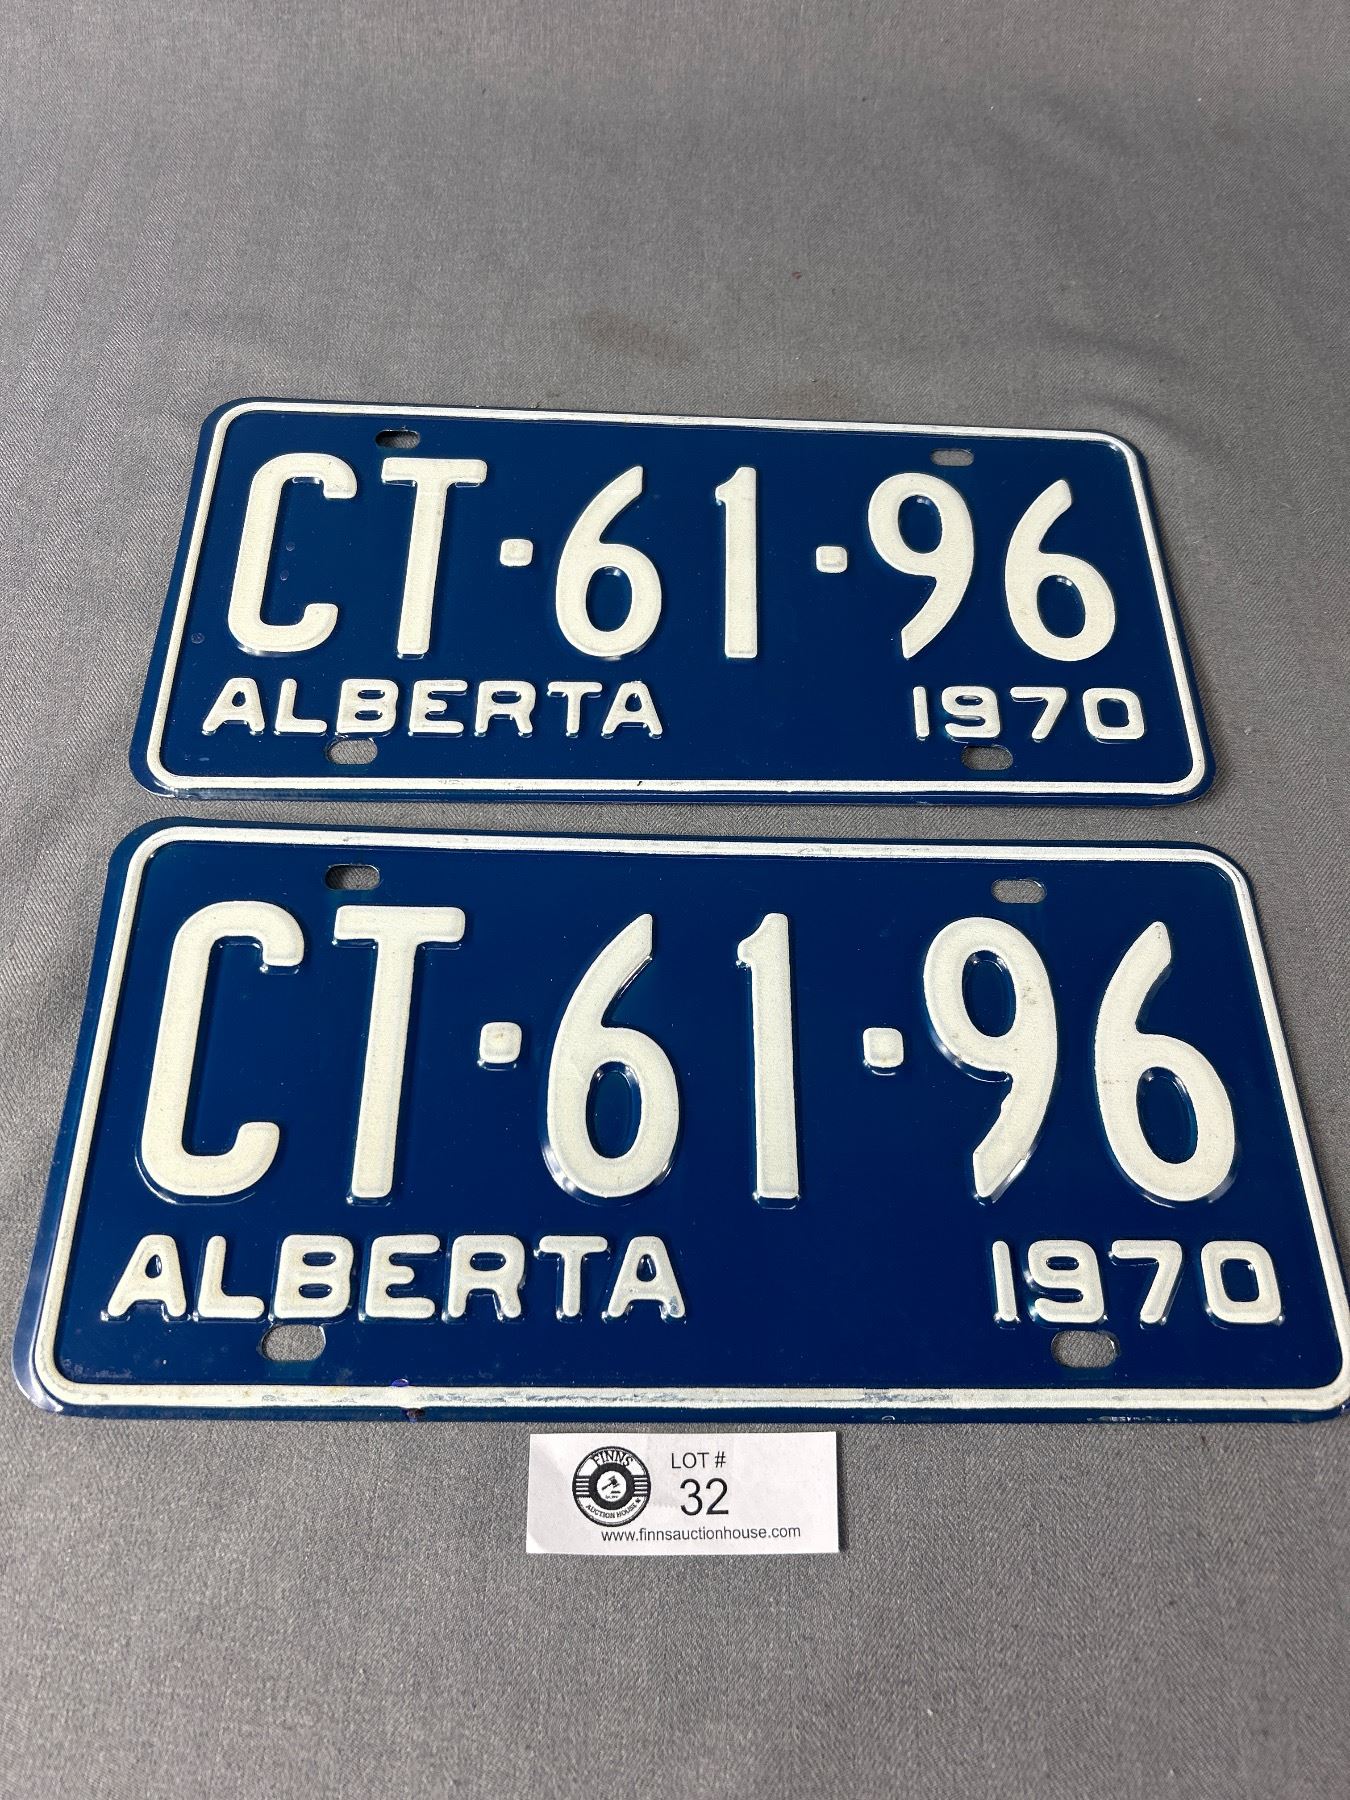 CT·61·96
ALBERTA 1970
CT·61·96
ALBERTA 1970
FINNS
AUCTION HOUSE
LOT #
32
www.finnsauctionhouse.com